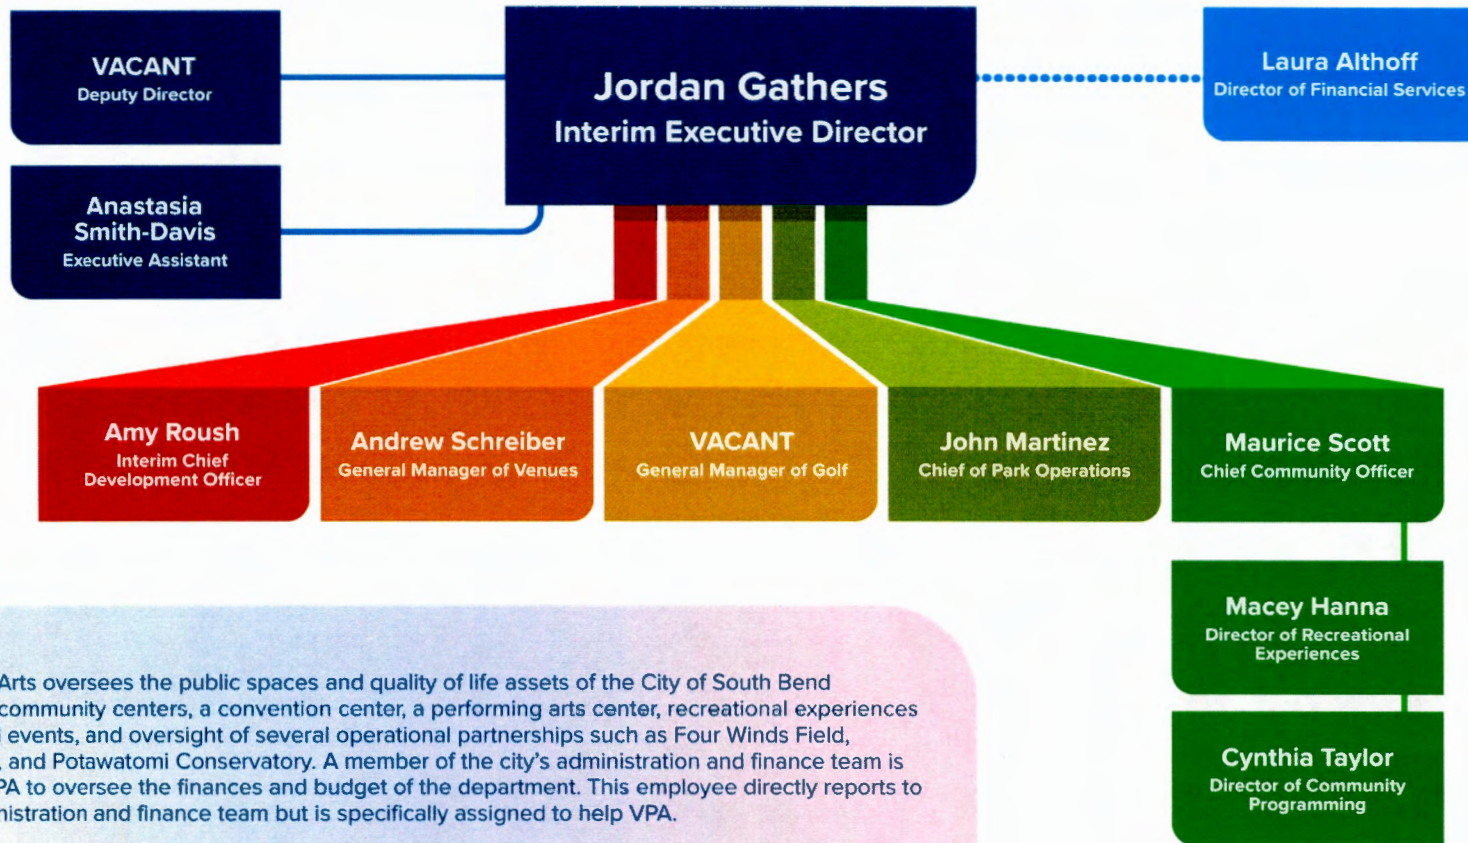 VACANT
Deputy Director
Jordan Gathers
Interim Executive Director
Laura Althoff
Director of Financial Services
Anastasia
Smith-Davis
Executive Assistant
Amy Roush
Interim Chief
Development Officer
Andrew Schreiber
General Manager of Venues
VACANT
General Manager of Golf
John Martinez
Chief of Park Operations
Maurice Scott
Chief Community Officer
Macey Hanna
Director of Recreational
Experiences
Cynthia Taylor
Director of Community
Programming
Arts oversees the public spaces and quality of life assets of the City of South Bend
community centers, a convention center, a performing arts center, recreational experiences
events, and oversight of several operational partnerships such as Four Winds Field,
, and Potawatomi Conservatory. A member of the city's administration and finance team is
PA to oversee the finances and budget of the department. This employee directly reports to
nistration and finance team but is specifically assigned to help VPA.